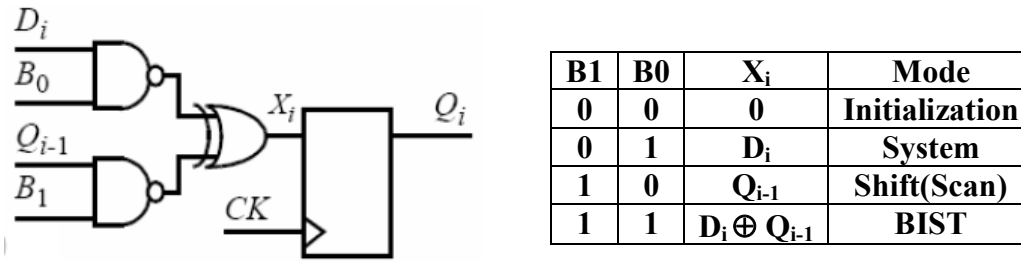 Dᵢ
B₀
Qᵢ₋₁
B₁
Xᵢ
Qᵢ
CK
B1 B0 Xᵢ Mode
0 0 0 Initialization
0 1 Dᵢ System
1 0 Qᵢ₋₁ Shift(Scan)
1 1 Dᵢ ⊕ Qᵢ₋₁ BIST